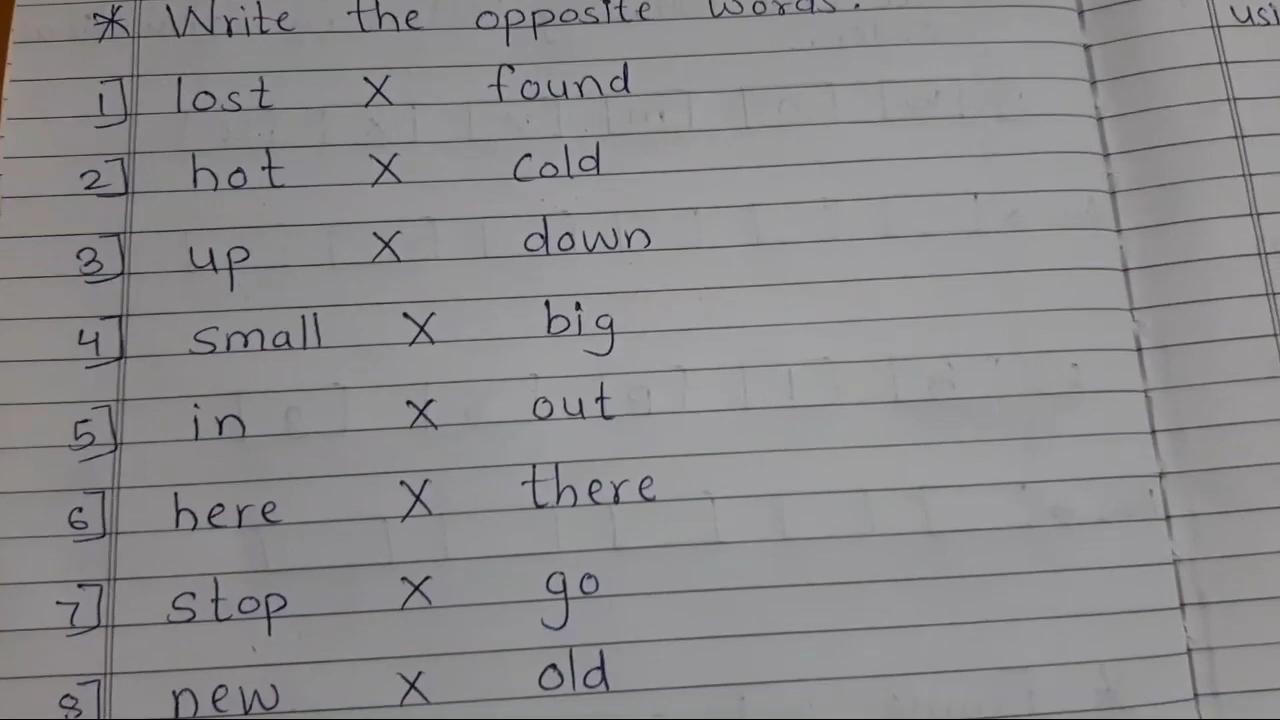 * Write the opposite words.
1] lost X found
2] hot X cold
3] up X down
4] small X big
5] in X out
6] here X there
7] stop X go
8] new X old